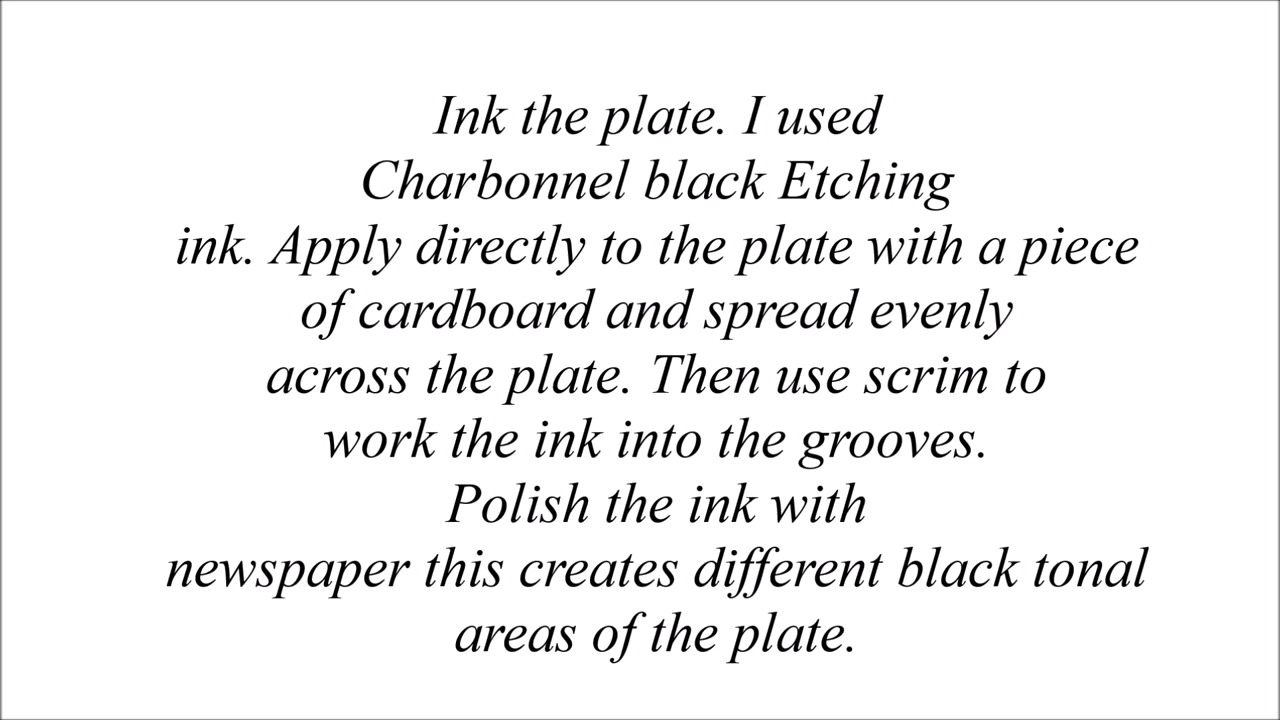 Ink the plate. I used
Charbonnel black Etching
ink. Apply directly to the plate with a piece
of cardboard and spread evenly
across the plate. Then use scrim to
work the ink into the grooves.
Polish the ink with
newspaper this creates different black tonal
areas of the plate.